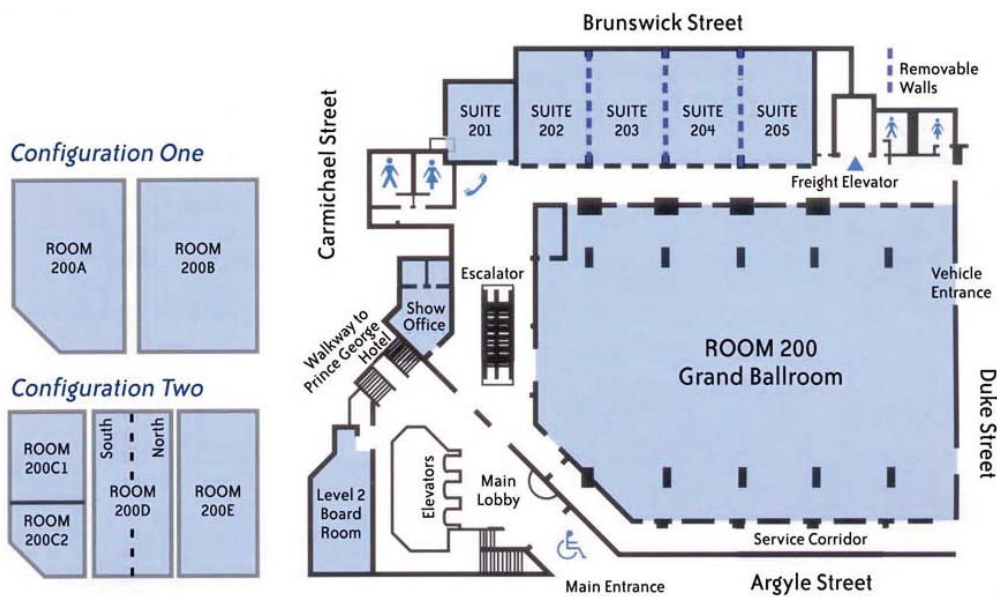 Brunswick Street
Removable
Walls
Carmichael Street
SUITE
201
SUITE
202
SUITE
203
SUITE
204
SUITE
205
Freight Elevator
Configuration One
ROOM
200A
ROOM
200B
Escalator
Show
Office
Vehicle
Entrance
Walkway to
Prince George
Hotel
ROOM 200
Grand Ballroom
Duke Street
Configuration Two
ROOM
200C1
ROOM
200C2
South
North
ROOM
200D
ROOM
200E
Level 2
Board
Room
Elevators
Main
Lobby
Service Corridor
Main Entrance
Argyle Street